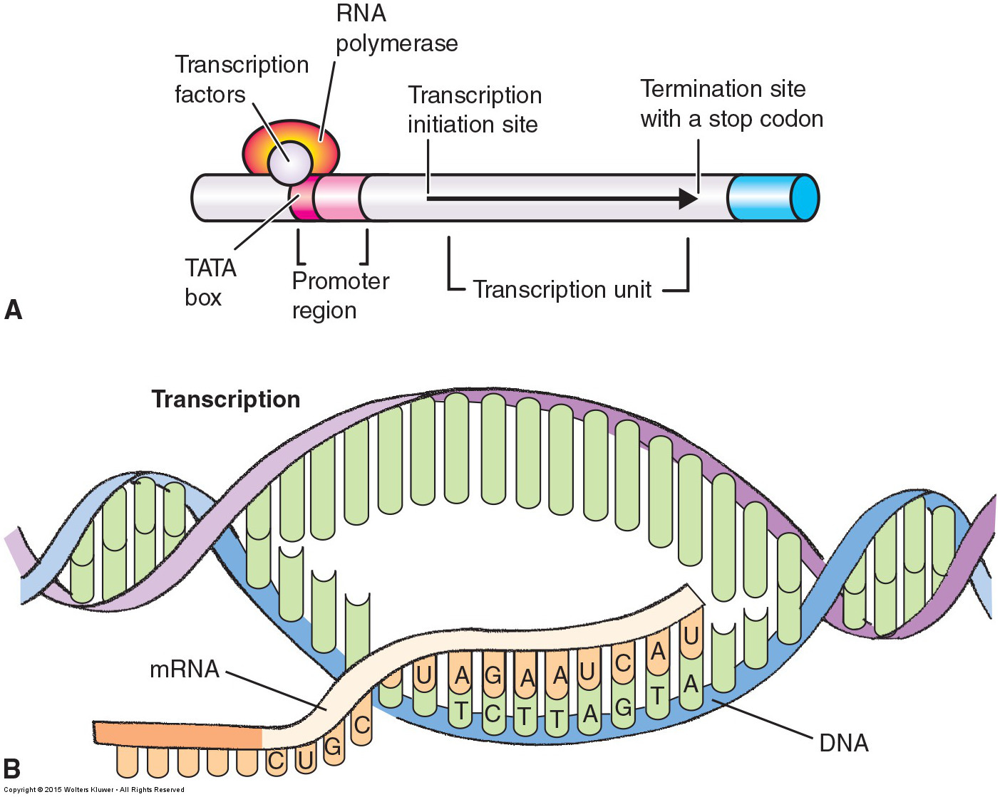 RNA
polymerase
Transcription
factors
Transcription
initiation site
Termination site
with a stop codon
TATA
box
Promoter
region
Transcription unit
A
Transcription
mRNA
U A G A A U C A U
T C T T A G T A
C U G C
DNA
B
Copyright © 2015 Wolters Kluwer • All Rights Reserved